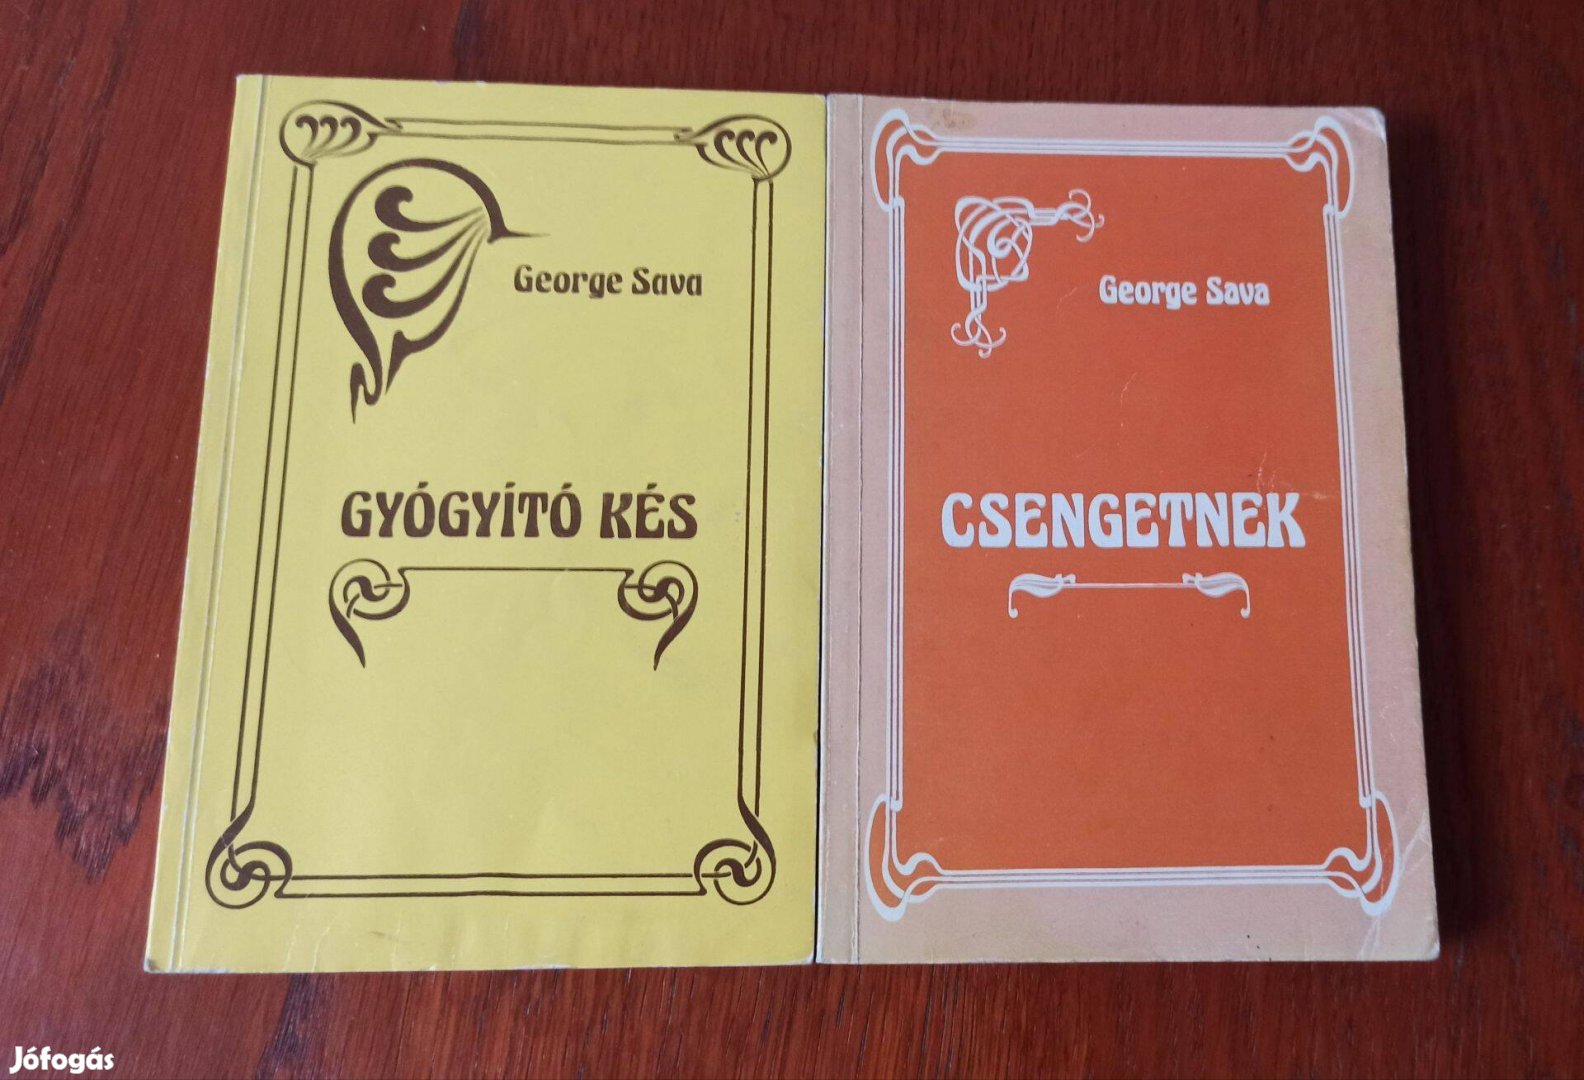 George Sava
GYÓGYÍTÓ KÉS
George Sava
CSENGETNEK
Jófogás